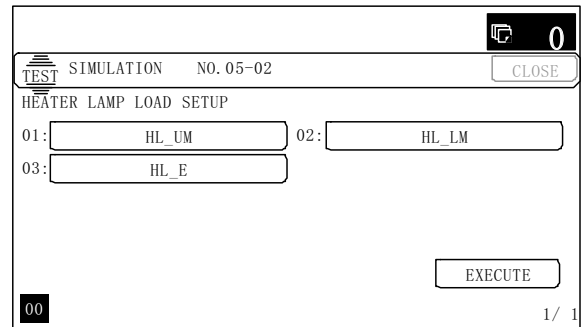 0
TEST SIMULATION NO.05-02 CLOSE
HEATER LAMP LOAD SETUP
01: HL_UM 02: HL_LM
03: HL_E
EXECUTE
00 1/ 1